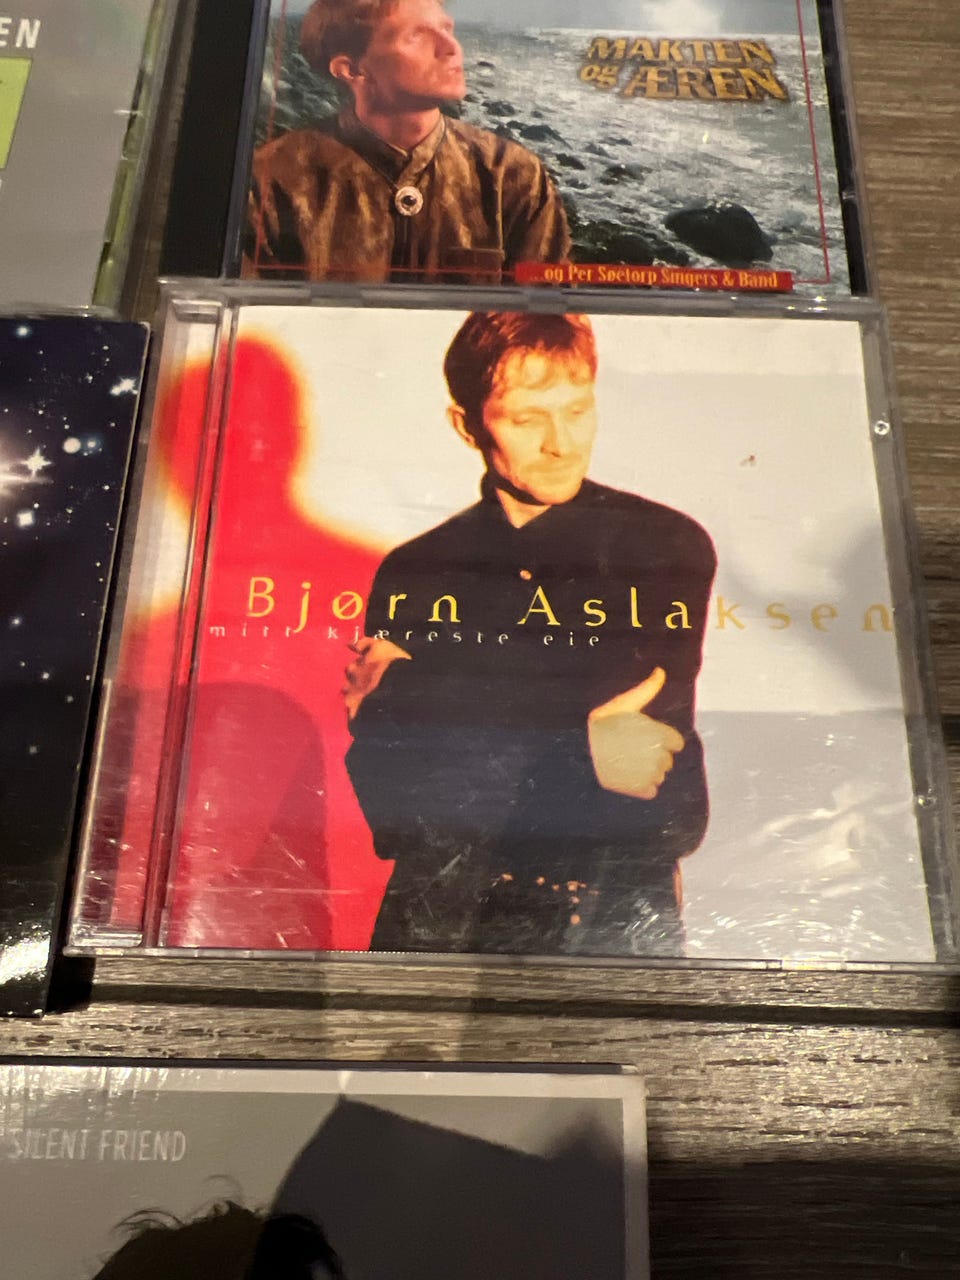 EN
MAKTEN
og ÆREN
...og Per Søetorp Singers & Band
Bjørn Aslaksen
mitt kjæreste eie
SILENT FRIEND